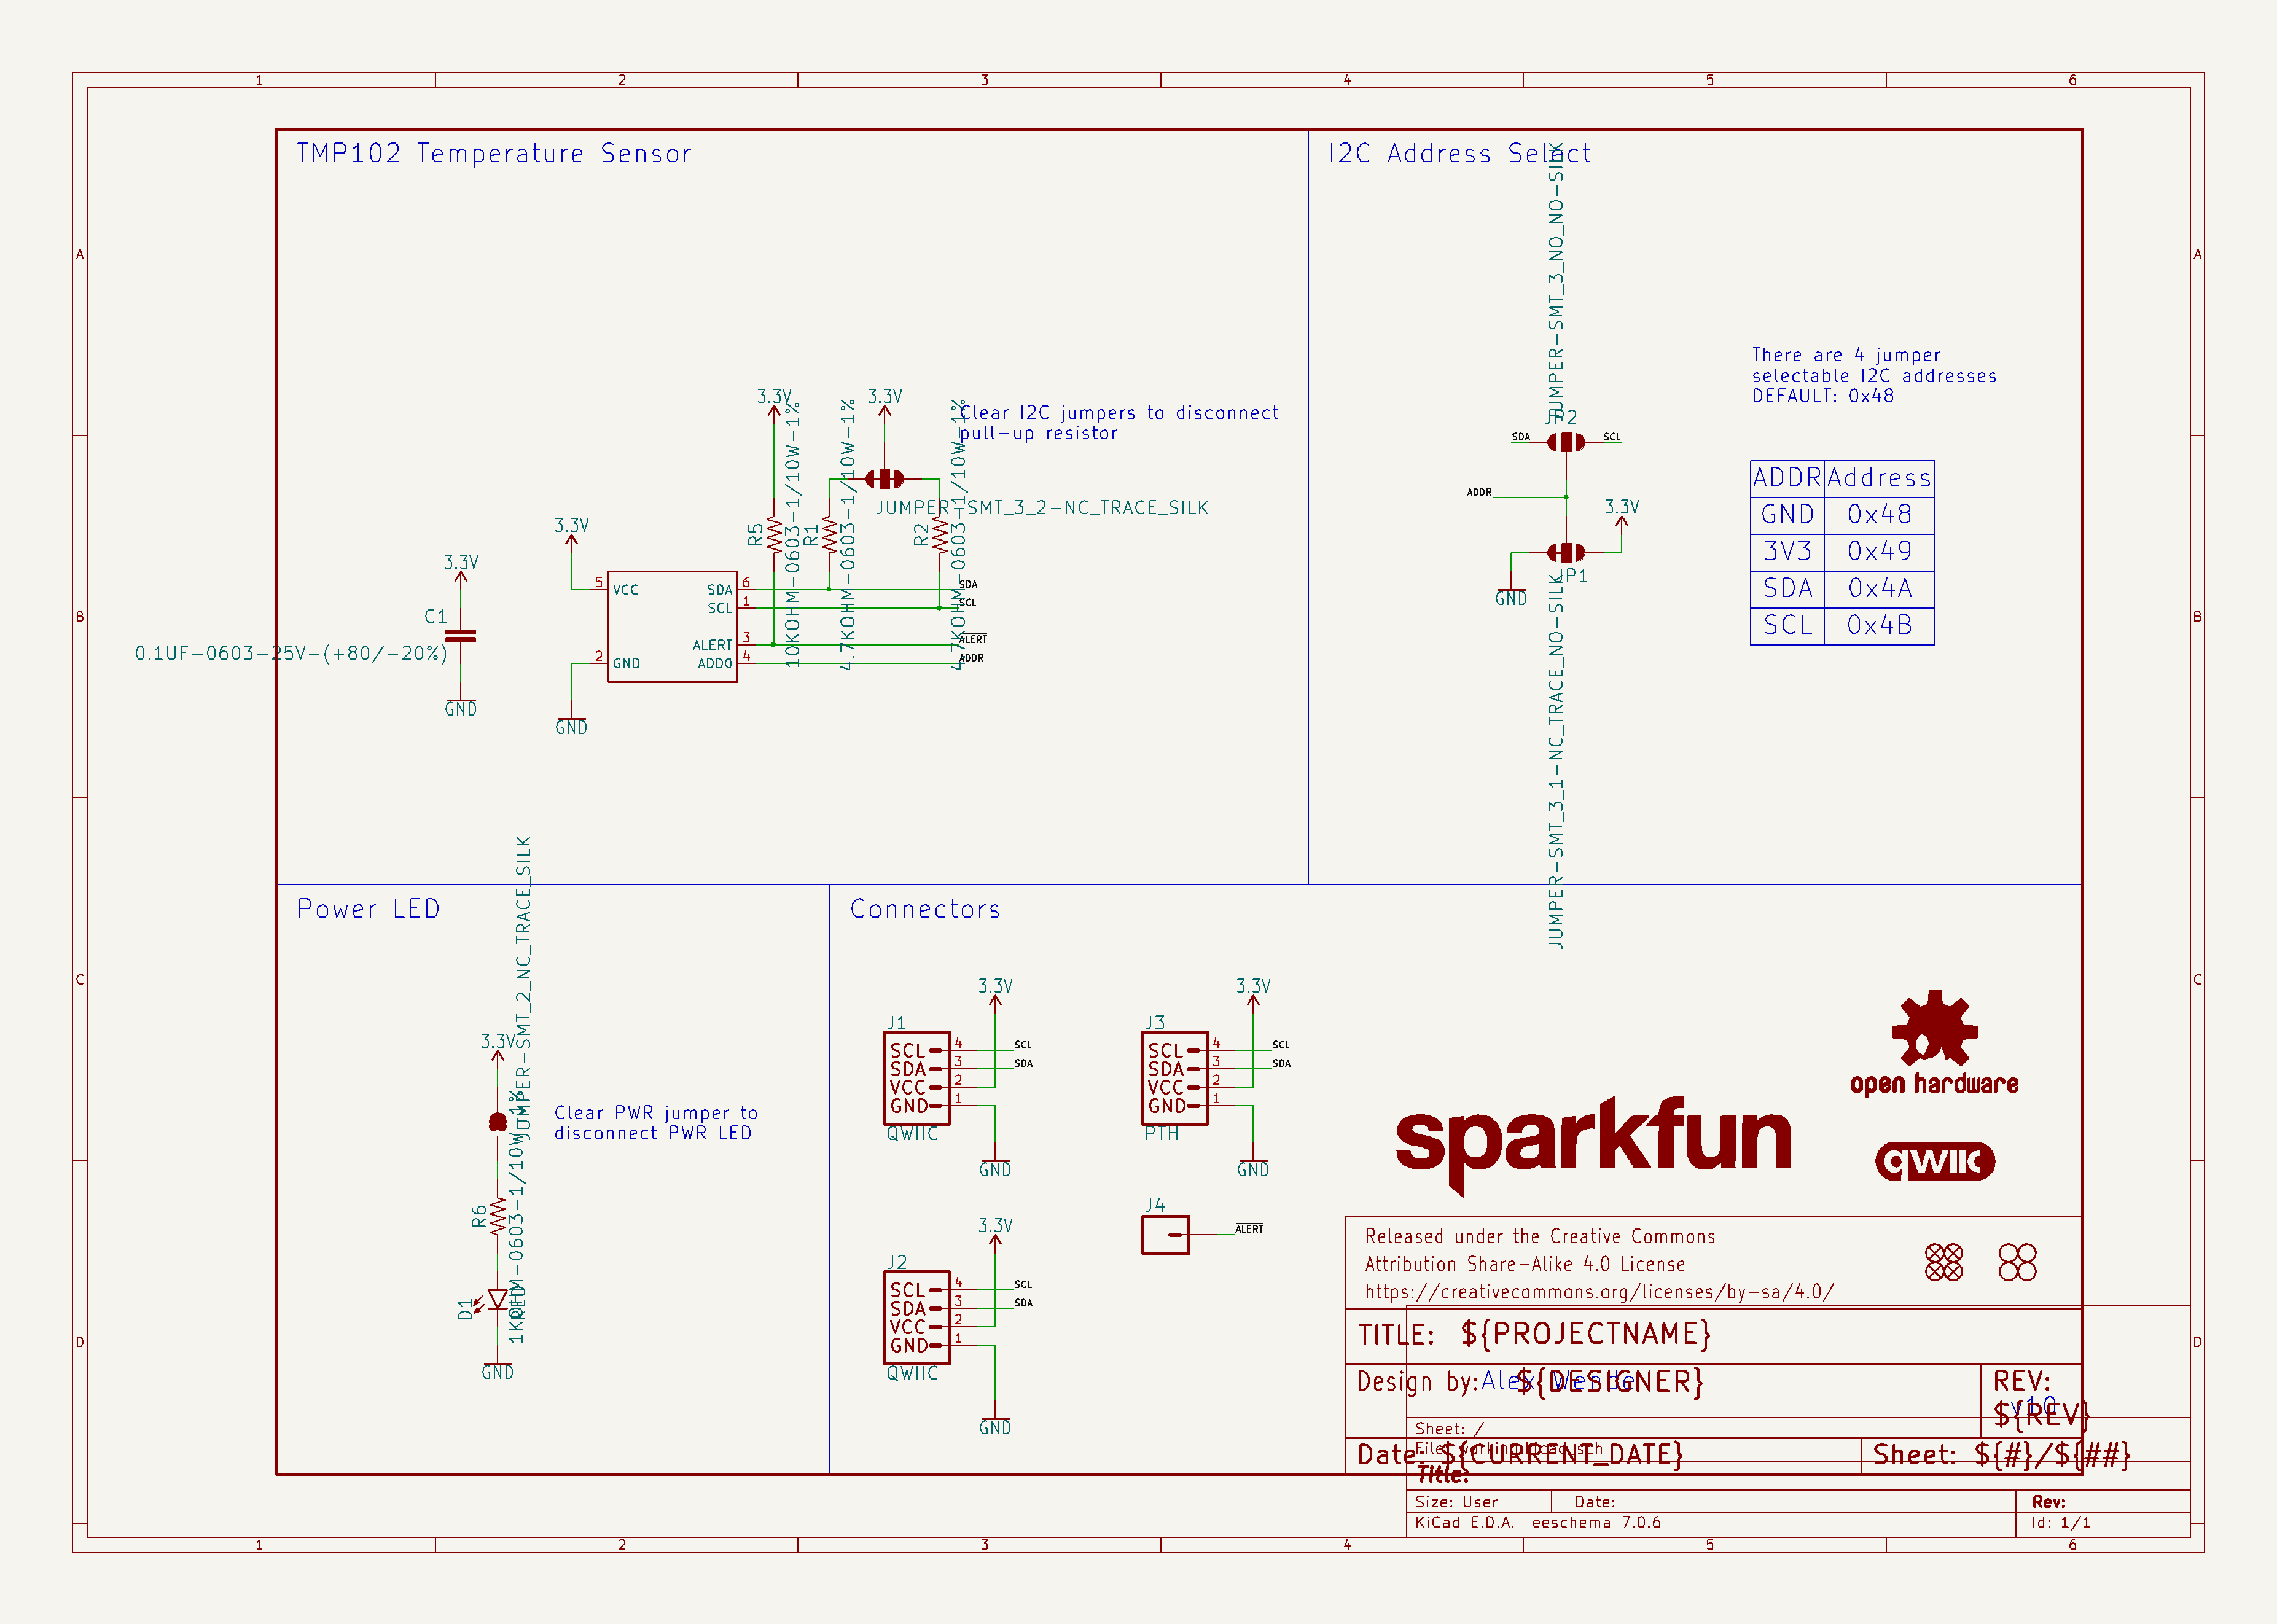 1 2 3 4 5 6
A A
B B
C C
D D
TMP102 Temperature Sensor
3.3V
3.3V
Clear I2C jumpers to disconnect
pull-up resistor
JUMPER-SMT_3_2-NC_TRACE_SILK
R5
10KOHM-0603-1/10W-1%
R1
4.7KOHM-0603-1/10W-1%
R2
4.7KOHM-0603-1/10W-1%
3.3V
3.3V
C1
0.1UF-0603-25V-(+80/-20%)
GND
5 VCC
2 GND
GND
SDA 6 SDA
SCL 1 SCL
ALERT 3 ALERT
ADD0 4 ADDR
I2C Address Select
JUMPER-SMT_3_NO_NO-SILK
JP2
SDA SCL
ADDR
3.3V
GND
JP1
JUMPER-SMT_3_1-NC_TRACE_NO-SILK
There are 4 jumper
selectable I2C addresses
DEFAULT: 0x48
ADDR Address
GND 0x48
3V3 0x49
SDA 0x4A
SCL 0x4B
Power LED
JUMPER-SMT_2_NC_TRACE_SILK
3.3V
Clear PWR jumper to
disconnect PWR LED
R6
1KOHM-0603-1/10W-1%
D1
RED
GND
Connectors
J1
3.3V
SCL 4 SCL
SDA 3 SDA
VCC 2
GND 1
QWIIC
GND
J3
3.3V
SCL 4 SCL
SDA 3 SDA
VCC 2
GND 1
PTH
GND
J4
ALERT
J2
3.3V
SCL 4 SCL
SDA 3 SDA
VCC 2
GND 1
QWIIC
GND
open hardware
sparkfun
qwiic
Released under the Creative Commons
Attribution Share-Alike 4.0 License
https://creativecommons.org/licenses/by-sa/4.0/
TITLE: ${PROJECTNAME}
Design by: Alex Wende
${DESIGNER}
REV:
v10
${REV}
Sheet: /
File: working.kicad_sch
Date: ${CURRENT_DATE}
Sheet: ${#}/${##}
Title:
Size: User Date: Rev:
KiCad E.D.A. eeschema 7.0.6 Id: 1/1
1 2 3 4 5 6